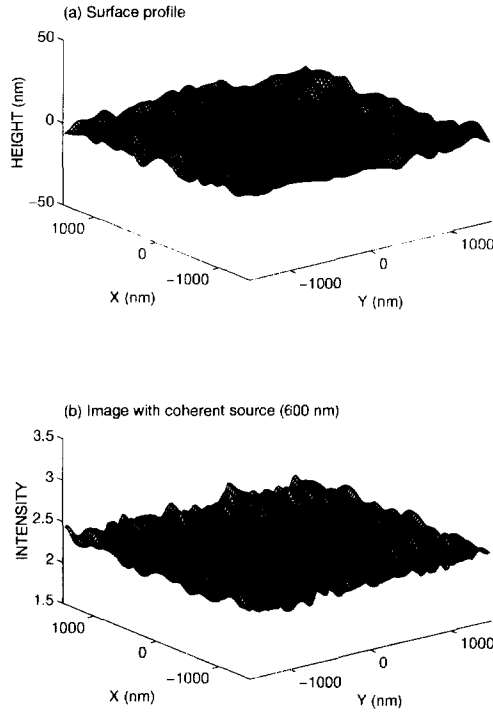 (a) Surface profile
50
0
−50
HEIGHT (nm)
1000
0
−1000
X (nm)
−1000
0
1000
Y (nm)
(b) Image with coherent source (600 nm)
3.5
3
2.5
2
1.5
INTENSITY
1000
0
−1000
X (nm)
−1000
0
1000
Y (nm)